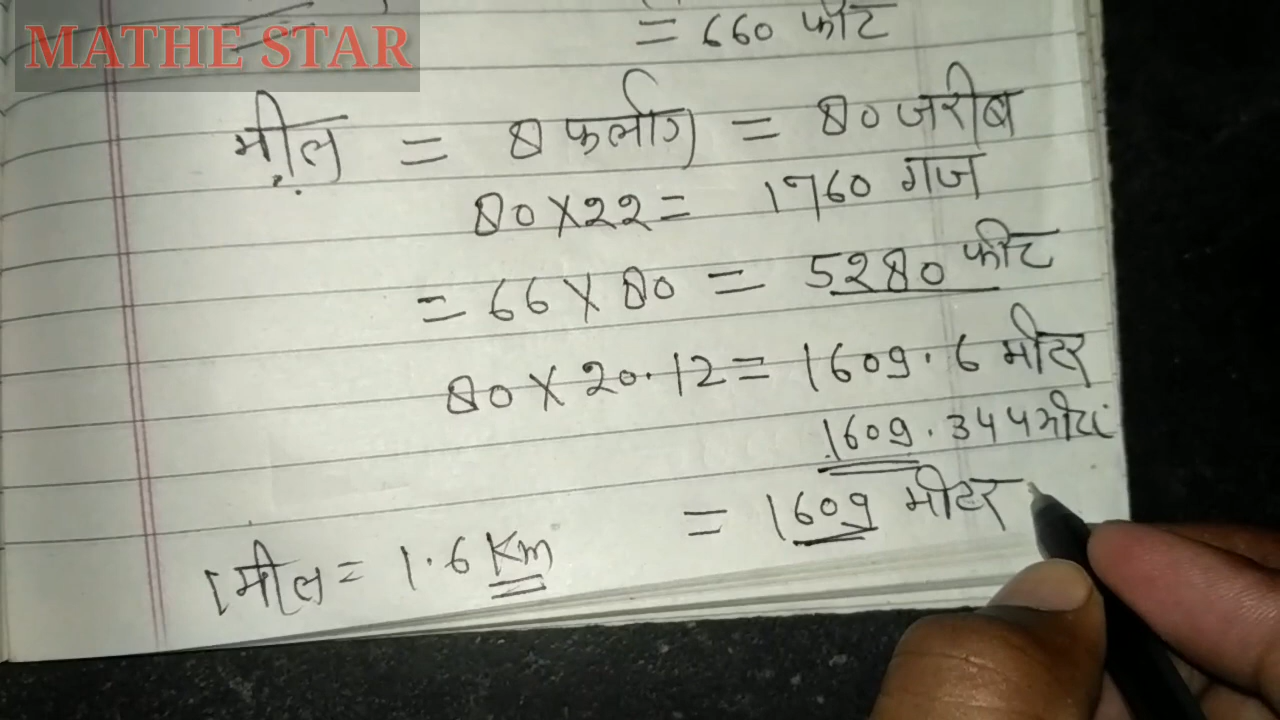 MATHE STAR
= 660 फीट
मील = 8 फर्लाग = 80 जरीब
80 X 22 = 1760 गज
= 66 X 80 = 5280 फीट
80 X 20.12 = 1609.6 मीटर
1609.344 मीटर
= 1609 मीटर
1 मील = 1.6 Km